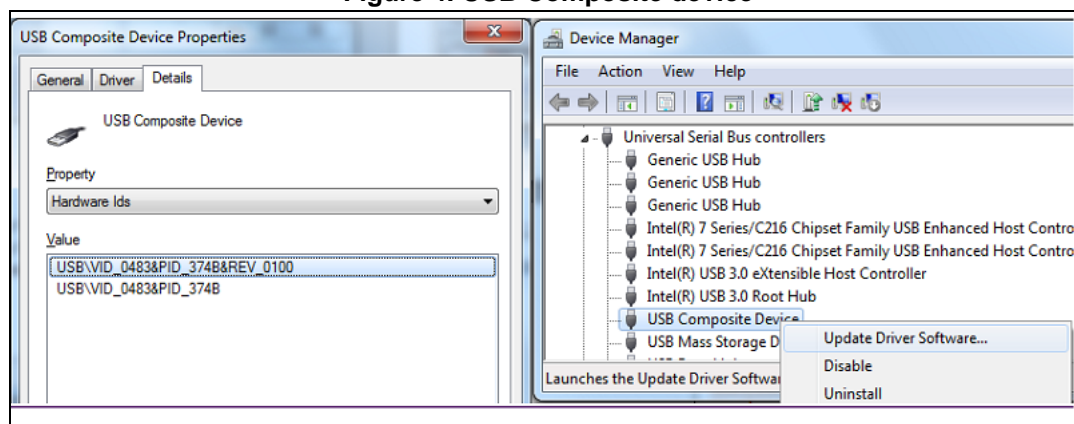 USB Composite Device Properties
General Driver Details
USB Composite Device
Property
Hardware Ids
Value
USB\VID_0483&PID_374B&REV_0100
USB\VID_0483&PID_374B
Device Manager
File Action View Help
Universal Serial Bus controllers
Generic USB Hub
Generic USB Hub
Generic USB Hub
Intel(R) 7 Series/C216 Chipset Family USB Enhanced Host Contro
Intel(R) 7 Series/C216 Chipset Family USB Enhanced Host Contro
Intel(R) USB 3.0 eXtensible Host Controller
Intel(R) USB 3.0 Root Hub
USB Composite Device
USB Mass Storage D
Launches the Update Driver Softwar
Update Driver Software...
Disable
Uninstall